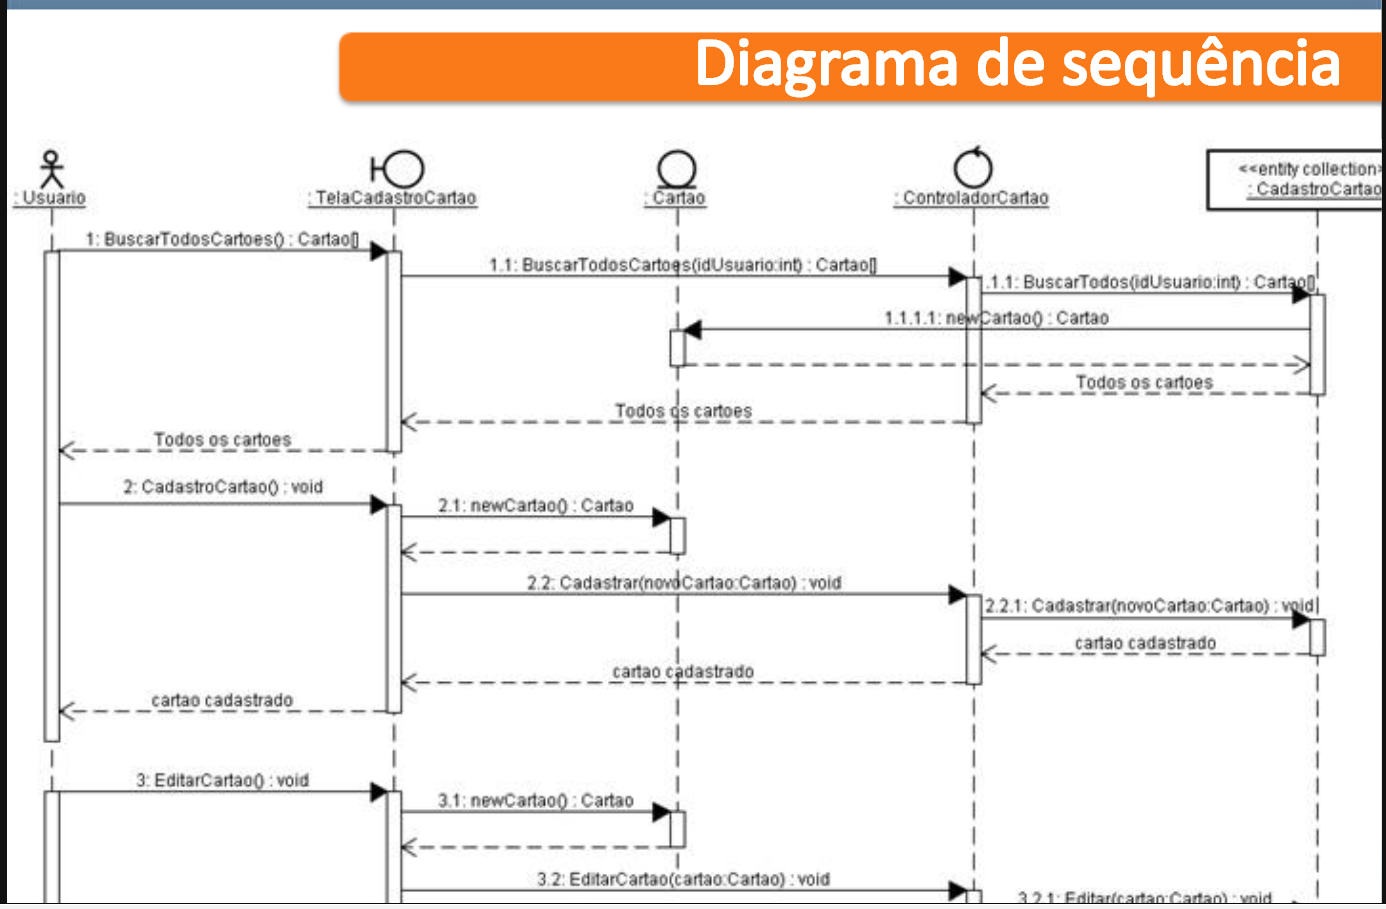 Diagrama de sequência
<<entity collection>
: Usuario
: TelaCadastroCartao
: Cartao
: ControladorCartao
: CadastroCartao
1: BuscarTodosCartoes() : Cartao[]
1.1: BuscarTodosCartoes(idUsuario:int) : Cartao[]
.1.1: BuscarTodos(idUsuario:int) : Cartao[]
1.1.1.1: newCartao() : Cartao
Todos os cartoes
Todos os cartoes
Todos os cartoes
2: CadastroCartao() : void
2.1: newCartao() : Cartao
2.2: Cadastrar(novoCartao:Cartao) : void
2.2.1: Cadastrar(novoCartao:Cartao) : void
cartao cadastrado
cartao cadastrado
cartao cadastrado
3: EditarCartao() : void
3.1: newCartao() : Cartao
3.2: EditarCartao(cartao:Cartao) : void
3.2.1: Editar(cartao:Cartao) : void